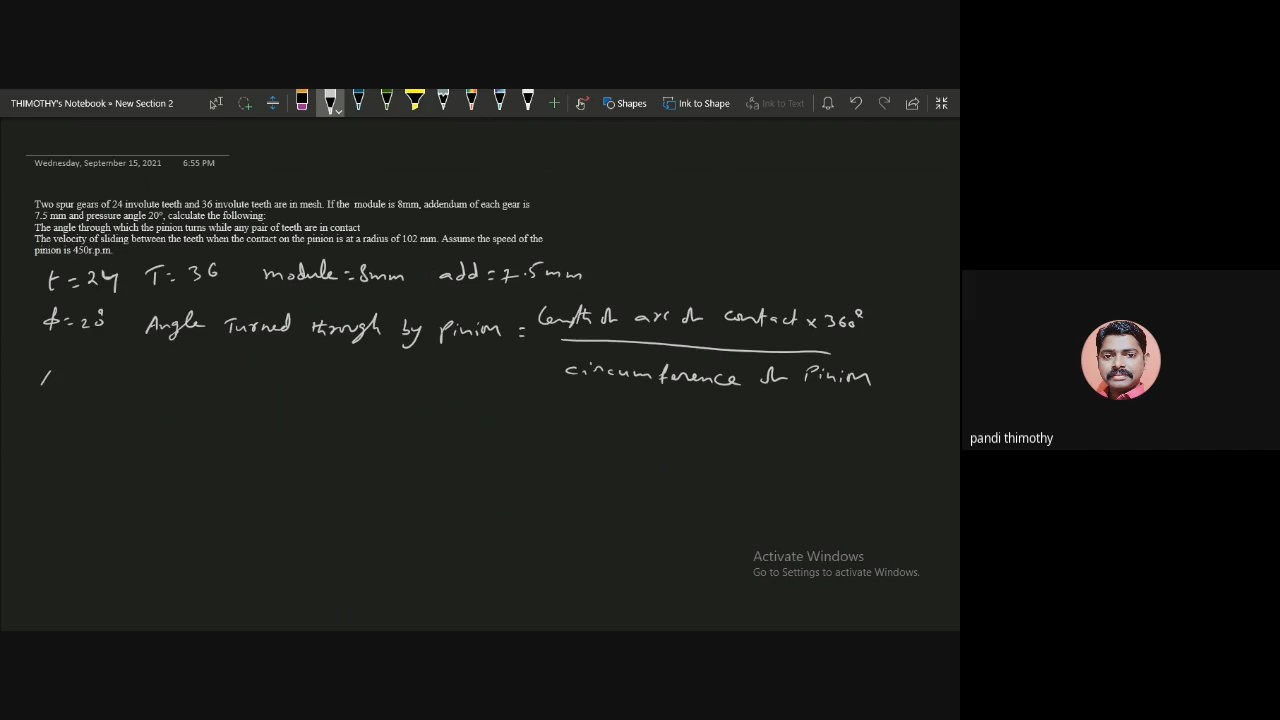 THIMOTHY's Notebook » New Section 2
Shapes
Ink to Shape
Ink to Text
Wednesday, September 15, 2021 6:55 PM
Two spur gears of 24 involute teeth and 36 involute teeth are in mesh. If the module is 8mm, addendum of each gear is
7.5 mm and pressure angle 20°, calculate the following:
The angle through which the pinion turns while any pair of teeth are in contact
The velocity of sliding between the teeth when the contact on the pinion is at a radius of 102 mm. Assume the speed of the
pinion is 450r.p.m.
t = 24 T = 36 module = 8mm add = 7.5mm
ϕ = 20° Angle Turned through by Pinion = Length of arc of contact × 360°
circumference of Pinion
pandi thimothy
Activate Windows
Go to Settings to activate Windows.